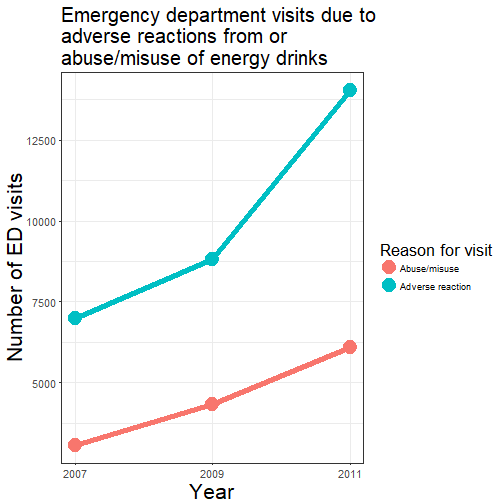 Emergency department visits due to
adverse reactions from or
abuse/misuse of energy drinks
Number of ED visits
12500
10000
7500
5000
2007
2009
2011
Year
Reason for visit
Abuse/misuse
Adverse reaction